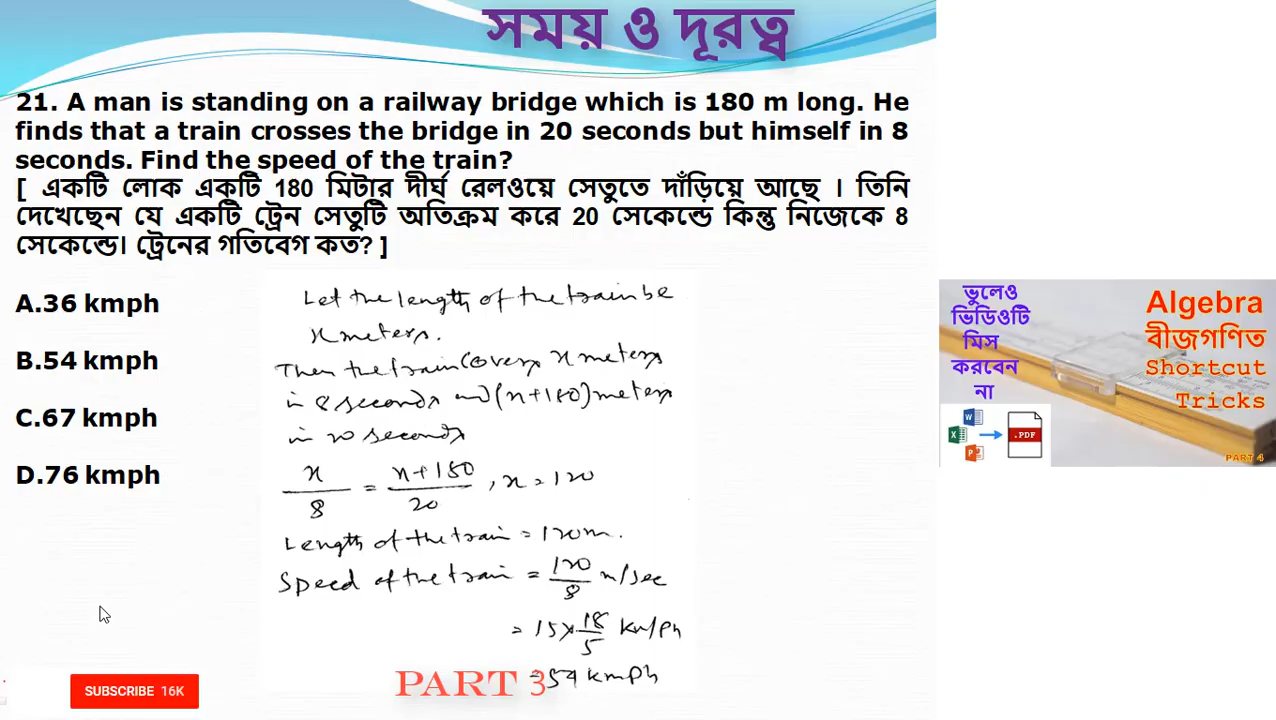 সময় ও দূরত্ব
21. A man is standing on a railway bridge which is 180 m long. He
finds that a train crosses the bridge in 20 seconds but himself in 8
seconds. Find the speed of the train?
[ একটি লোক একটি 180 মিটার দীর্ঘ রেলওয়ে সেতুতে দাঁড়িয়ে আছে । তিনি
দেখেছেন যে একটি ট্রেন সেতুটি অতিক্রম করে 20 সেকেন্ডে কিন্তু নিজেকে 8
সেকেন্ডে। ট্রেনের গতিবেগ কত? ]
A.36 kmph
B.54 kmph
C.67 kmph
D.76 kmph
Let the length of the train be
x meters.
Then the train covers x meters
in 8 seconds and (x+180) meters
in 20 seconds
x/8 = x+180/20 , x = 120
Length of the train = 120m.
Speed of the train = 120/8 m/sec
= 15 x 18/5 km/ph
= 54 kmph
PART 3
SUBSCRIBE 16K
ভুলেও
ভিডিওটি
মিস
করবেন
না
Algebra
বীজগণিত
Shortcut
Tricks
W
X
P
.PDF
PART 4